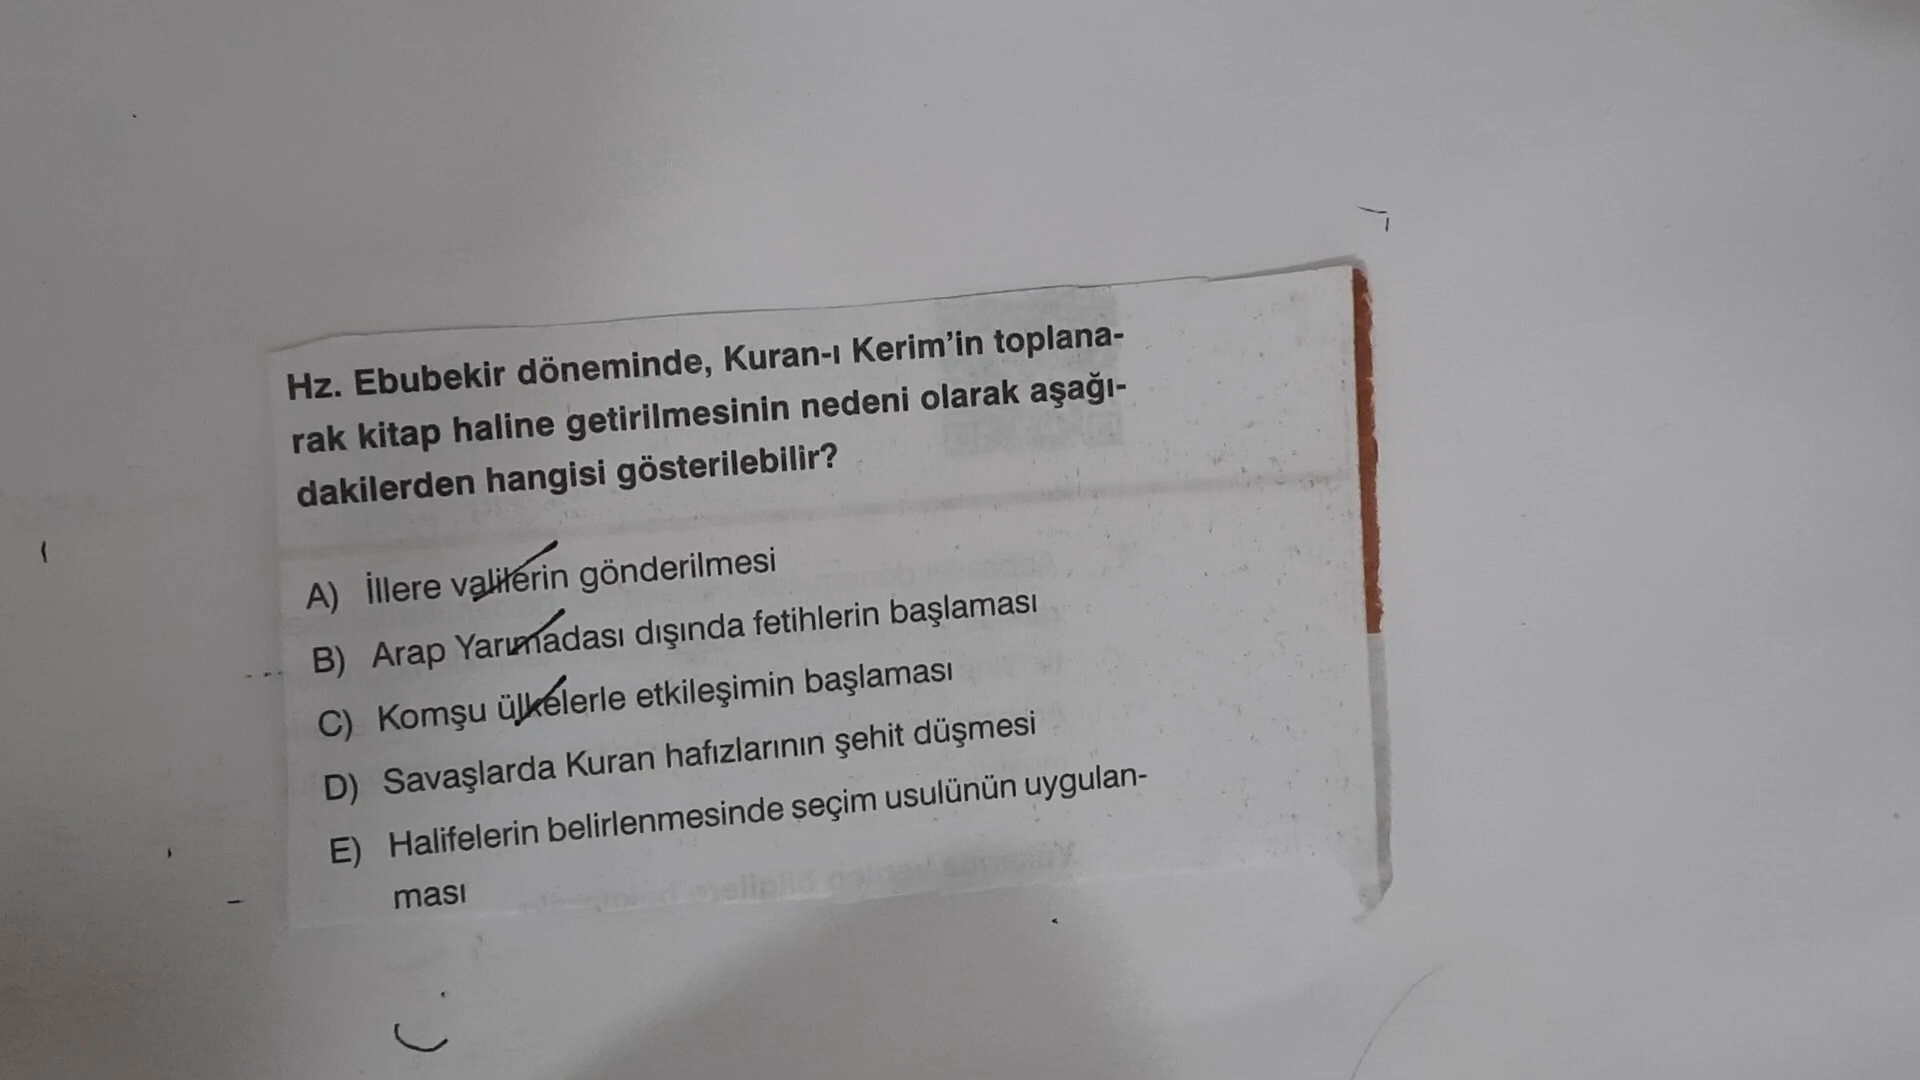 Hz. Ebubekir döneminde, Kuran-ı Kerim'in toplana-
rak kitap haline getirilmesinin nedeni olarak aşağı-
dakilerden hangisi gösterilebilir?
A) İllere valilerin gönderilmesi
B) Arap Yarımadası dışında fetihlerin başlaması
C) Komşu ülkelerle etkileşimin başlaması
D) Savaşlarda Kuran hafızlarının şehit düşmesi
E) Halifelerin belirlenmesinde seçim usulünün uygulan-
ması